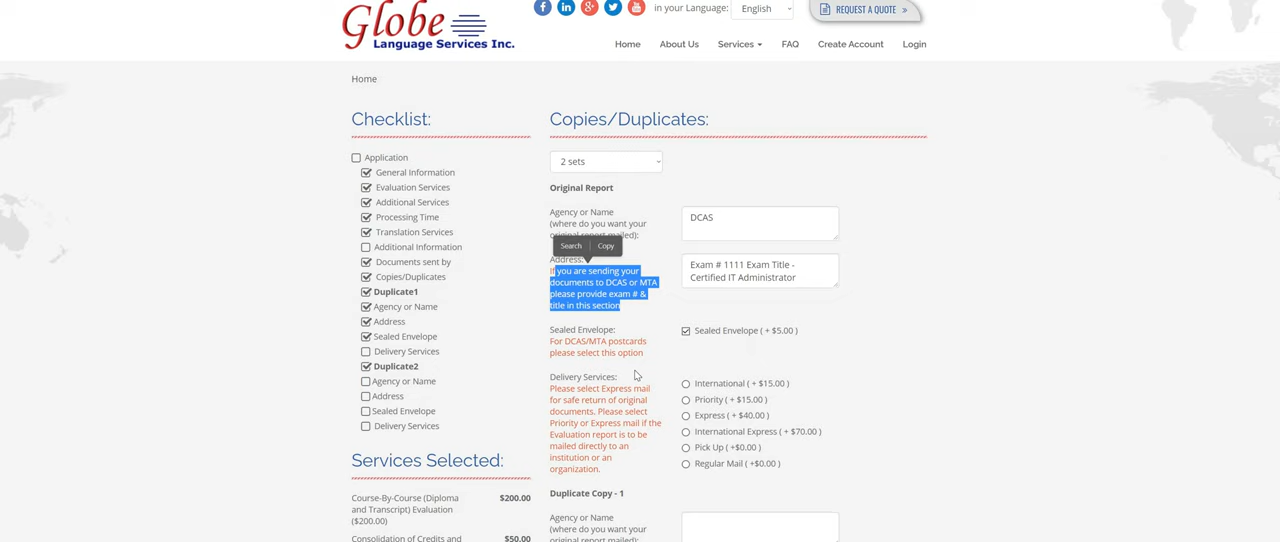 Globe
Language Services Inc.
in your Language:
English
REQUEST A QUOTE »
Home
About Us
Services
FAQ
Create Account
Login
Home
Checklist:
Application
General Information
Evaluation Services
Additional Services
Processing Time
Translation Services
Additional Information
Documents sent by
Copies/Duplicates
Duplicate1
Agency or Name
Address
Sealed Envelope
Delivery Services
Duplicate2
Agency or Name
Address
Sealed Envelope
Delivery Services
Services Selected:
Course-By-Course (Diploma
$200.00
and Transcript) Evaluation
($200.00)
Consolidation of Credits and
$50.00
Copies/Duplicates:
2 sets
Original Report
Agency or Name
(where do you want your
original report mailed):
DCAS
Search
Copy
Address:
If you are sending your
documents to DCAS or MTA
please provide exam # &
title in this section
Exam # 1111 Exam Title -
Certified IT Administrator
Sealed Envelope:
For DCAS/MTA postcards
please select this option
Sealed Envelope ( + $5.00 )
Delivery Services:
Please select Express mail
for safe return of original
documents. Please select
Priority or Express mail if the
Evaluation report is to be
mailed directly to an
institution or an
organization.
International ( + $15.00 )
Priority ( + $15.00 )
Express ( + $40.00 )
International Express ( + $70.00 )
Pick Up ( +$0.00 )
Regular Mail ( +$0.00 )
Duplicate Copy - 1
Agency or Name
(where do you want your
original report mailed):